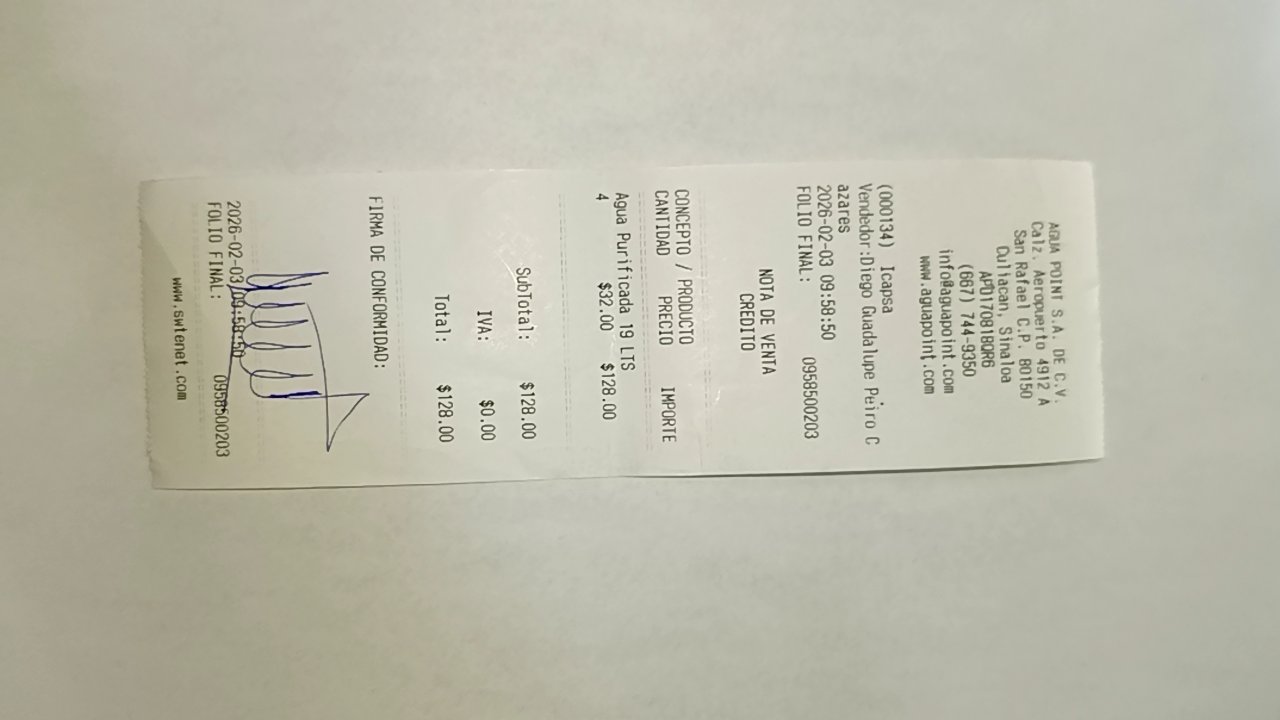 AGUA POINT S.A. DE C.V.
Calz. Aeropuerto 4912 A
San Rafael C.P. 80150
Culiacan, Sinaloa
APO170818QR6
(667) 744-9350
info@aguapoint.com
www.aguapoint.com
(000134) Icapsa
Vendedor:Diego Guadalupe Peiro C
azares
2026-02-03 09:58:50
FOLIO FINAL: 0958500203
NOTA DE VENTA
CREDITO
CONCEPTO / PRODUCTO
CANTIDAD PRECIO IMPORTE
Agua Purificada 19 LTS
4 $32.00 $128.00
SubTotal: $128.00
IVA: $0.00
Total: $128.00
FIRMA DE CONFORMIDAD:
2026-02-03 09:58:50
FOLIO FINAL: 0958500203
www.swtenet.com